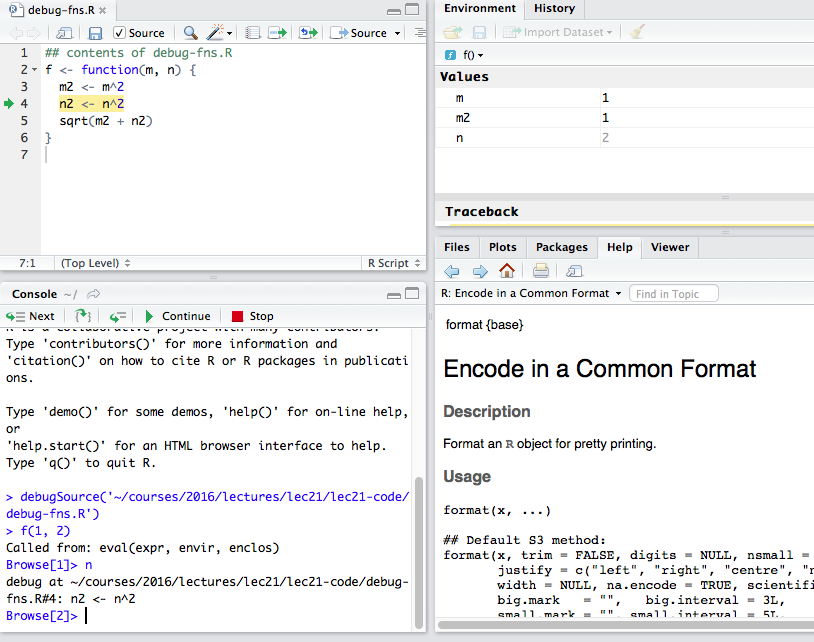 debug-fns.R
Source
Source
1 ## contents of debug-fns.R
2 f <- function(m, n) {
3 m2 <- m^2
4 n2 <- n^2
5 sqrt(m2 + n2)
6 }
7
7:1 (Top Level) R Script
Console ~/
Next Continue Stop
R is a collaborative project with many contributors.
Type 'contributors()' for more information and
'citation()' on how to cite R or R packages in publicati
ons.
Type 'demo()' for some demos, 'help()' for on-line help,
or
'help.start()' for an HTML browser interface to help.
Type 'q()' to quit R.
> debugSource('~/courses/2016/lectures/lec21/lec21-code/
debug-fns.R')
> f(1, 2)
Called from: eval(expr, envir, enclos)
Browse[1]> n
debug at ~/courses/2016/lectures/lec21/lec21-code/debug-
fns.R#4: n2 <- n^2
Browse[2]>
Environment History
Import Dataset
f f()
Values
m 1
m2 1
n 2
Traceback
Files Plots Packages Help Viewer
R: Encode in a Common Format Find in Topic
format {base}
Encode in a Common Format
Description
Format an R object for pretty printing.
Usage
format(x, ...)
## Default S3 method:
format(x, trim = FALSE, digits = NULL, nsmall =
justify = c("left", "right", "centre", "n
width = NULL, na.encode = TRUE, scientifi
big.mark = "", big.interval = 3L,
small.mark = "", small.interval = 5L,